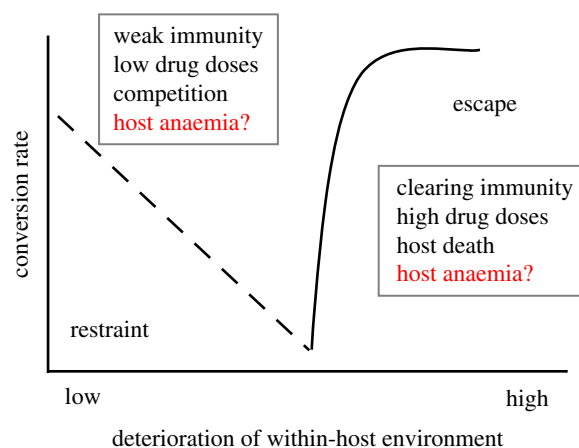 weak immunity
low drug doses
competition
host anaemia?
escape
clearing immunity
high drug doses
host death
host anaemia?
conversion rate
restraint
low
high
deterioration of within-host environment